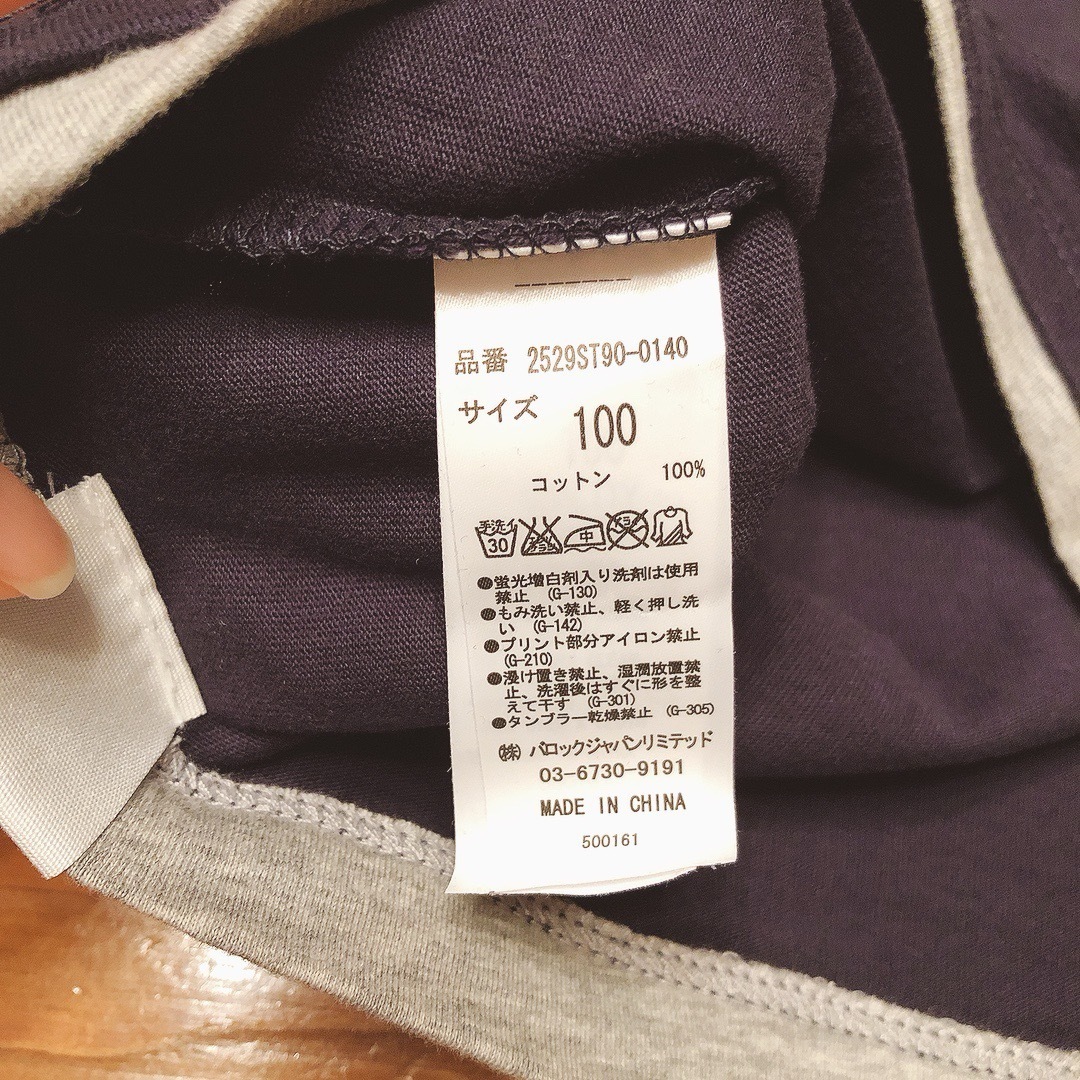 品番 2529ST90-0140
サイズ 100
コットン 100%
手洗イ
30
中
●蛍光増白剤入り洗剤は使用
禁止 (G-130)
●もみ洗い禁止、軽く押し洗
い (G-142)
●プリント部分アイロン禁止
(G-210)
●浸け置き禁止、湿潤放置禁
止、洗濯後はすぐに形を整
えて干す (G-301)
●タンブラー乾燥禁止 (G-305)
㈱ バロックジャパンリミテッド
03-6730-9191
MADE IN CHINA
500161